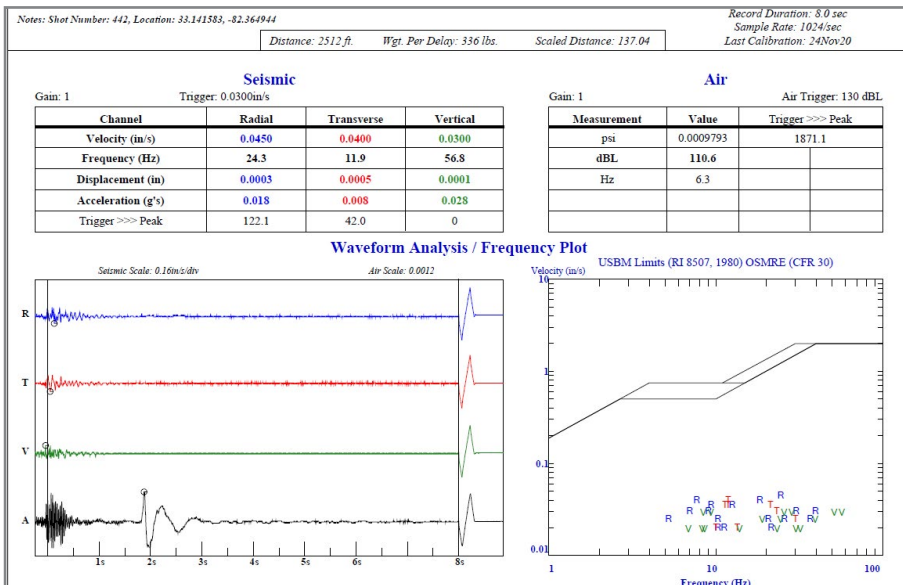 Notes: Shot Number: 442, Location: 33.141583, -82.364944
Record Duration: 8.0 sec
Sample Rate: 1024/sec
Last Calibration: 24Nov20
Distance: 2512 ft. Wgt. Per Delay: 336 lbs. Scaled Distance: 137.04
Seismic
Gain: 1 Trigger: 0.0300in/s
Channel Radial Transverse Vertical
Velocity (in/s) 0.0450 0.0400 0.0300
Frequency (Hz) 24.3 11.9 56.8
Displacement (in) 0.0003 0.0005 0.0001
Acceleration (g's) 0.018 0.008 0.028
Trigger >>> Peak 122.1 42.0 0
Air
Gain: 1 Air Trigger: 130 dBL
Measurement Value Trigger >>> Peak
psi 0.0009793 1871.1
dBL 110.6
Hz 6.3
Waveform Analysis / Frequency Plot
Seismic Scale: 0.16in/s/div Air Scale: 0.0012
R
T
V
A
1s 2s 3s 4s 5s 6s 7s 8s
USBM Limits (RI 8507, 1980) OSMRE (CFR 30)
Velocity (in/s)
10
1
0.1
0.01
1 10 100
Frequency (Hz)